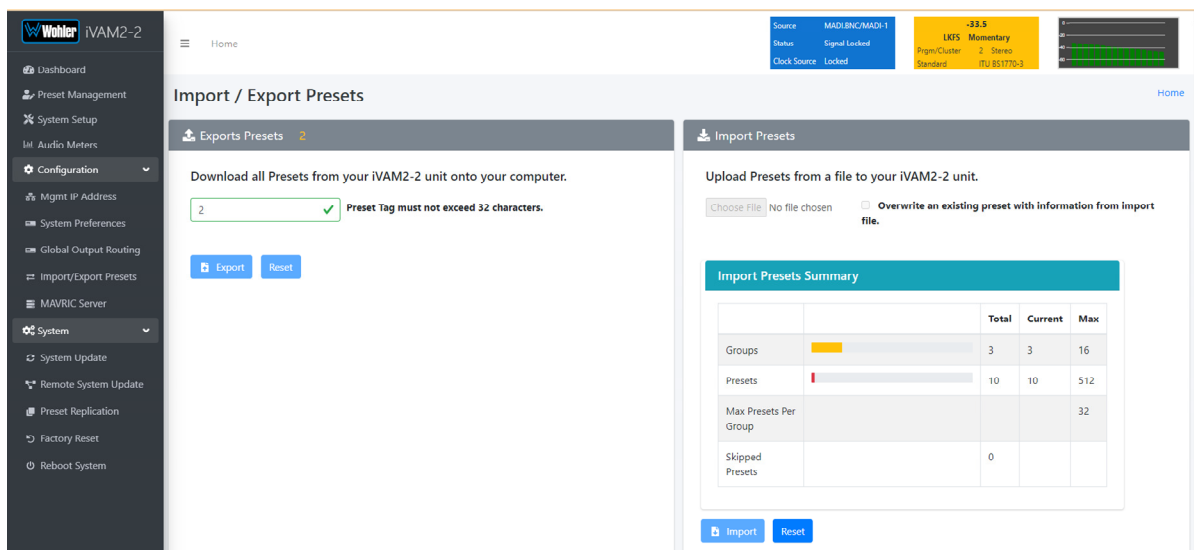 Wohler iVAM2-2
Dashboard
Preset Management
System Setup
Audio Meters
Configuration
Mgmt IP Address
System Preferences
Global Output Routing
Import/Export Presets
MAVRIC Server
System
System Update
Remote System Update
Preset Replication
Factory Reset
Reboot System
Home
Source MADI.BNC/MADI-1
Status Signal Locked
Clock Source Locked
-33.5
LKFS Momentary
Prgm/Cluster 2 Stereo
Standard ITU BS1770-3
0
-20
-40
-60
Import / Export Presets
Home
Exports Presets 2
Download all Presets from your iVAM2-2 unit onto your computer.
2
Preset Tag must not exceed 32 characters.
Export Reset
Import Presets
Upload Presets from a file to your iVAM2-2 unit.
Choose File No file chosen
Overwrite an existing preset with information from import
file.
Import Presets Summary
Total Current Max
Groups 3 3 16
Presets 10 10 512
Max Presets Per
Group
32
Skipped
Presets
0
Import Reset